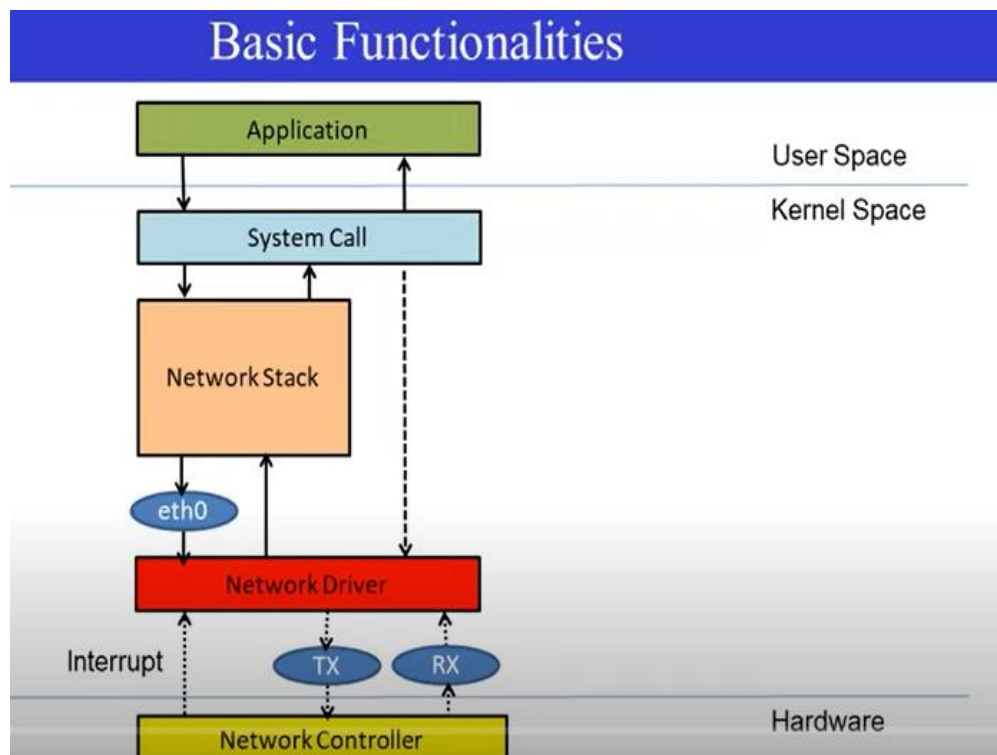 Basic Functionalities
Application
User Space
Kernel Space
System Call
Network Stack
eth0
Network Driver
Interrupt
TX
RX
Hardware
Network Controller